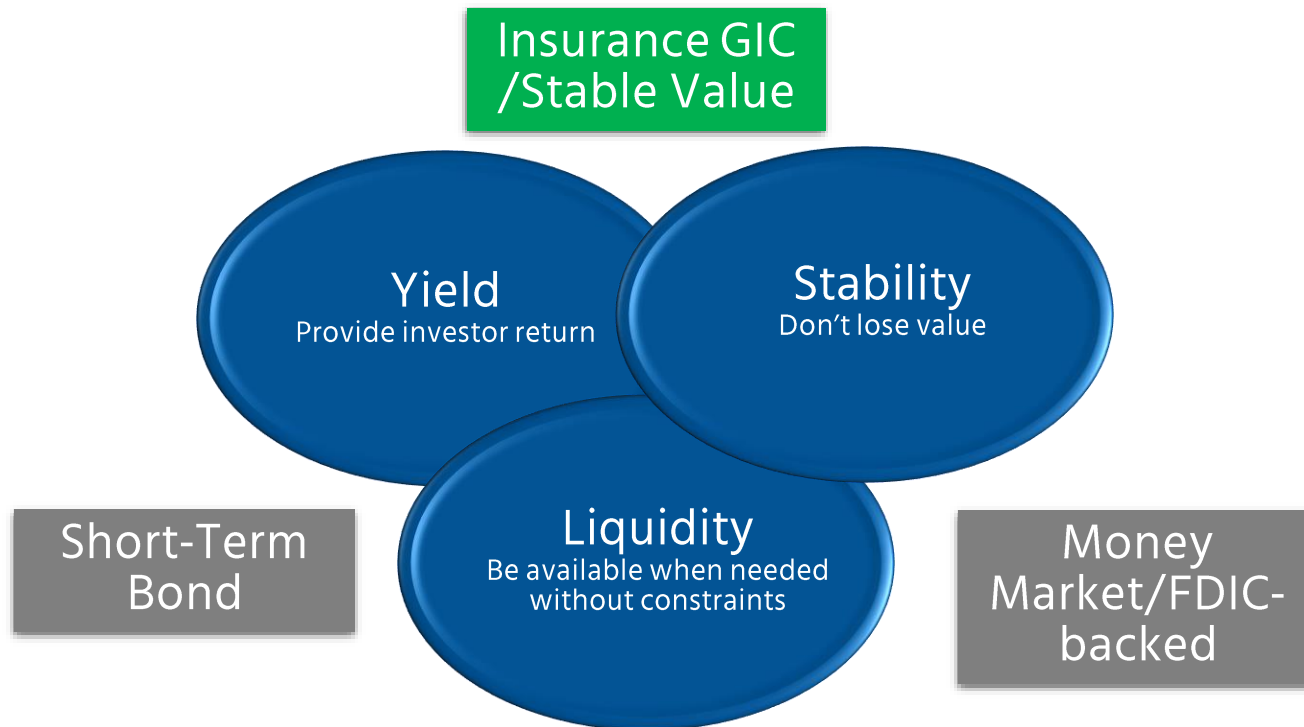 Insurance GIC
/Stable Value
Yield
Provide investor return
Stability
Don’t lose value
Liquidity
Be available when needed
without constraints
Short-Term
Bond
Money
Market/FDIC-
backed